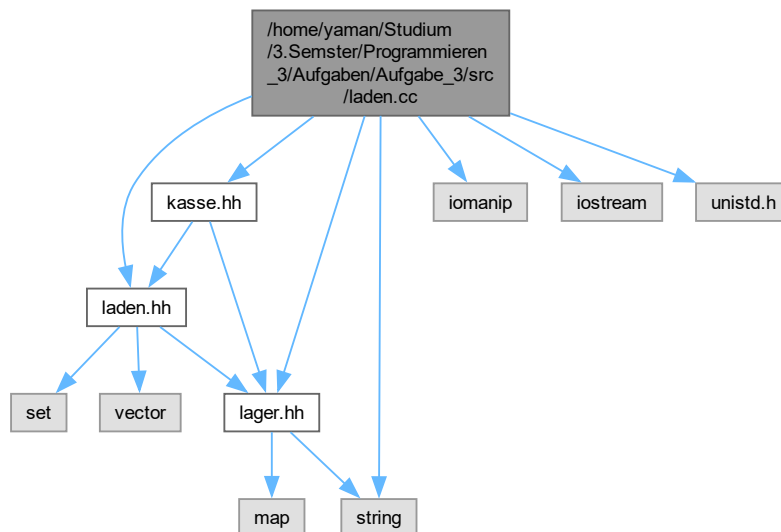 /home/yaman/Studium
/3.Semster/Programmieren
_3/Aufgaben/Aufgabe_3/src
/laden.cc
kasse.hh
iomanip
iostream
unistd.h
laden.hh
set
vector
lager.hh
map
string